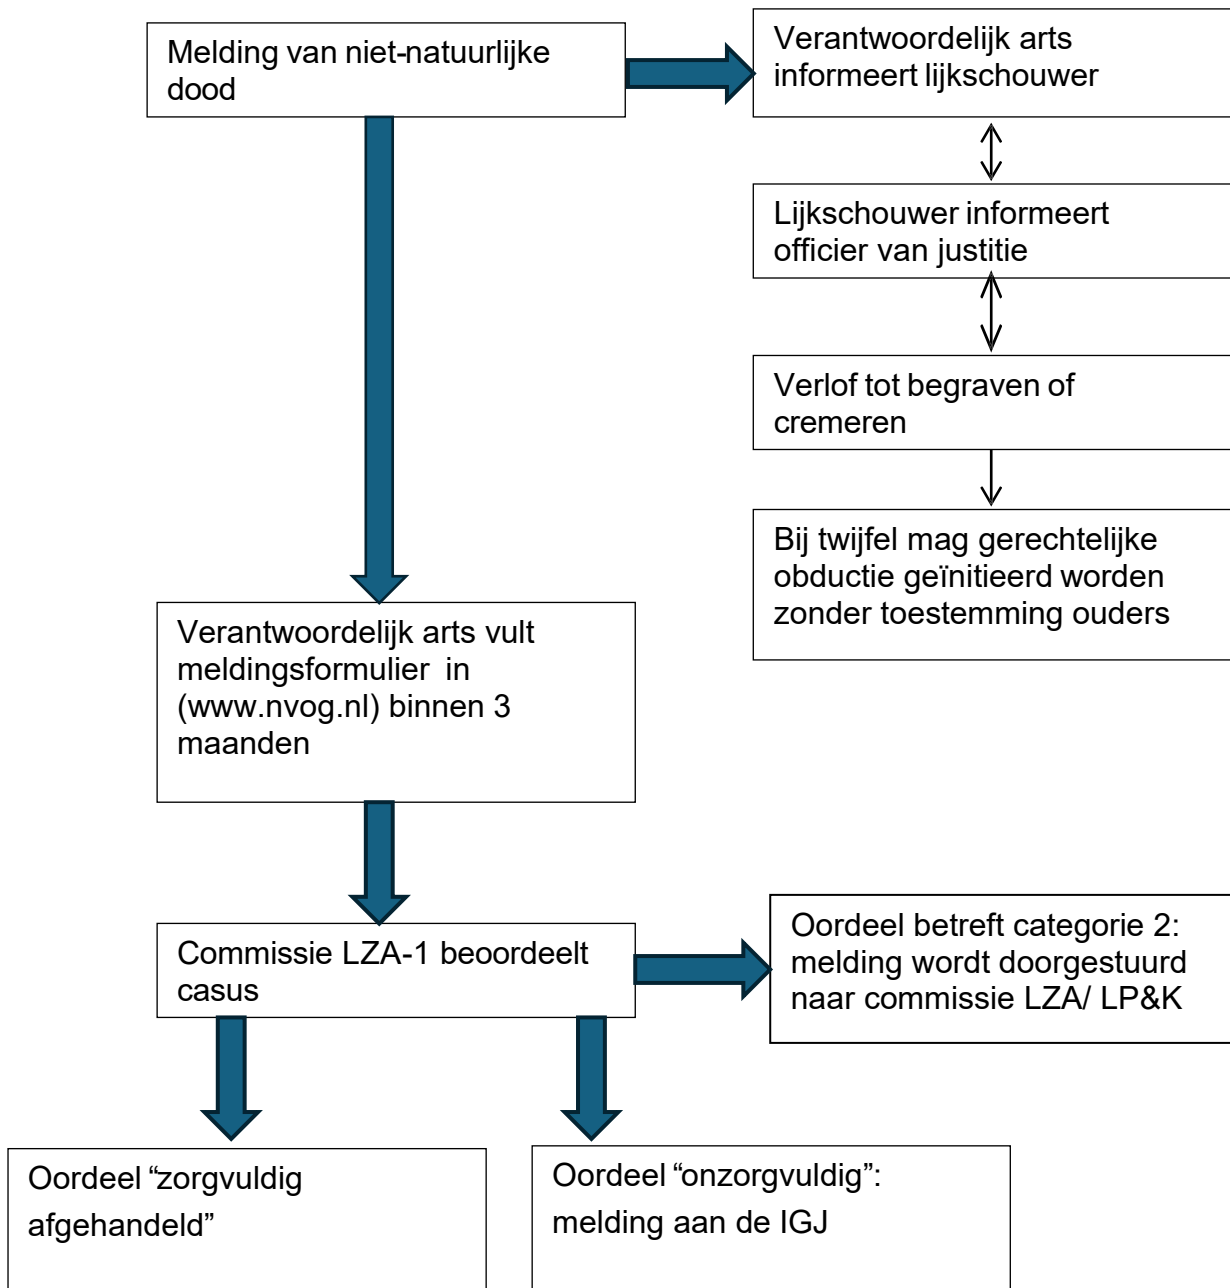 Melding van niet-natuurlijke
dood
Verantwoordelijk arts
informeert lijkschouwer
Lijkschouwer informeert
officier van justitie
Verlof tot begraven of
cremeren
Bij twijfel mag gerechtelijke
obductie geïnitieerd worden
zonder toestemming ouders
Verantwoordelijk arts vult
meldingsformulier in
(www.nvog.nl) binnen 3
maanden
Commissie LZA-1 beoordeelt
casus
Oordeel betreft categorie 2:
melding wordt doorgestuurd
naar commissie LZA/ LP&K
Oordeel “zorgvuldig
afgehandeld”
Oordeel “onzorgvuldig”:
melding aan de IGJ